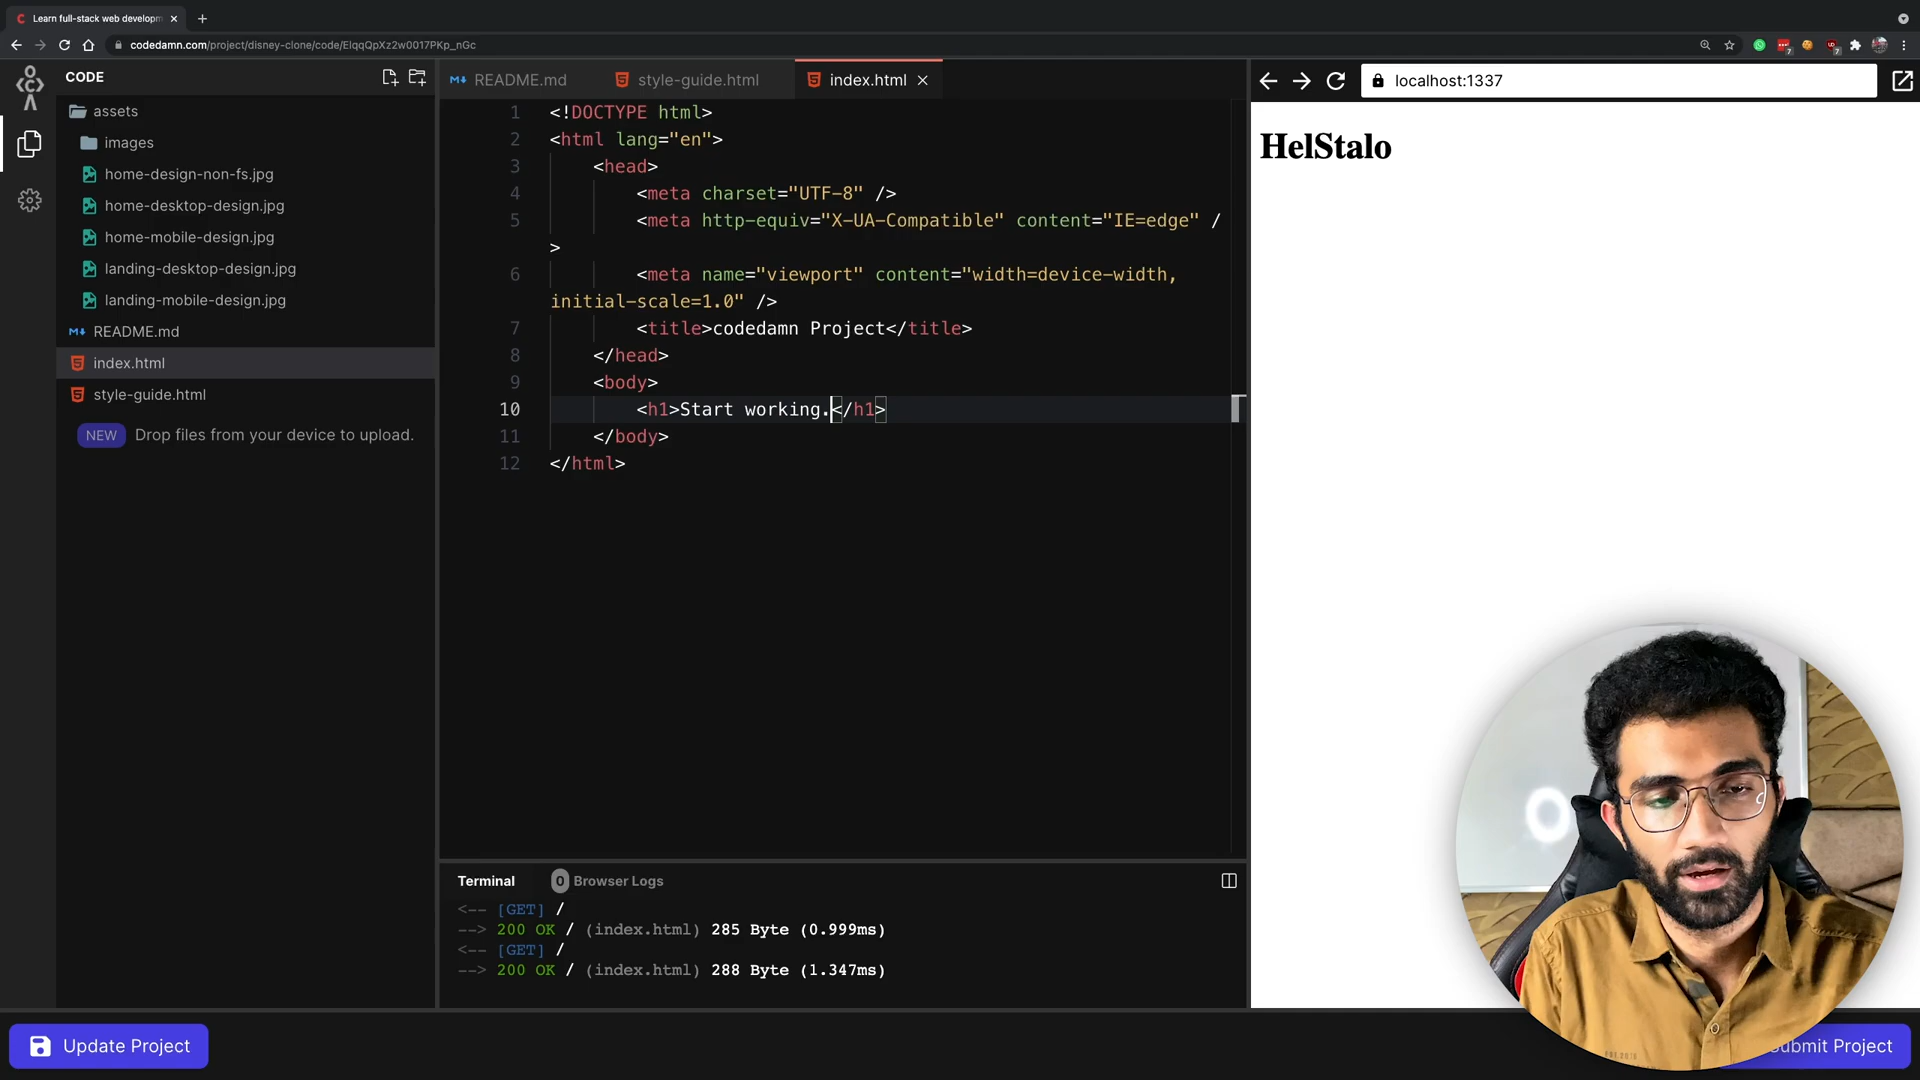 Learn full-stack web developm
codedamn.com/project/disney-clone/code/ElqqQpXz2w0017PKp_nGc
CODE
assets
images
home-design-non-fs.jpg
home-desktop-design.jpg
home-mobile-design.jpg
landing-desktop-design.jpg
landing-mobile-design.jpg
README.md
index.html
style-guide.html
NEW Drop files from your device to upload.
README.md style-guide.html index.html
1 <!DOCTYPE html>
2 <html lang="en">
3 <head>
4 <meta charset="UTF-8" />
5 <meta http-equiv="X-UA-Compatible" content="IE=edge" /
>
6 <meta name="viewport" content="width=device-width,
initial-scale=1.0" />
7 <title>codedamn Project</title>
8 </head>
9 <body>
10 <h1>Start working.</h1>
11 </body>
12 </html>
Terminal 0 Browser Logs
<-- [GET] /
--> 200 OK / (index.html) 285 Byte (0.999ms)
<-- [GET] /
--> 200 OK / (index.html) 288 Byte (1.347ms)
localhost:1337
HelStalo
Update Project
ubmit Project